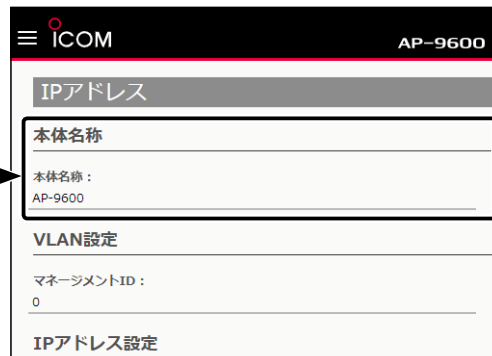 ICOM
AP-9600
IPアドレス
本体名称
本体名称：
AP-9600
VLAN設定
マネージメントID：
0
IPアドレス設定